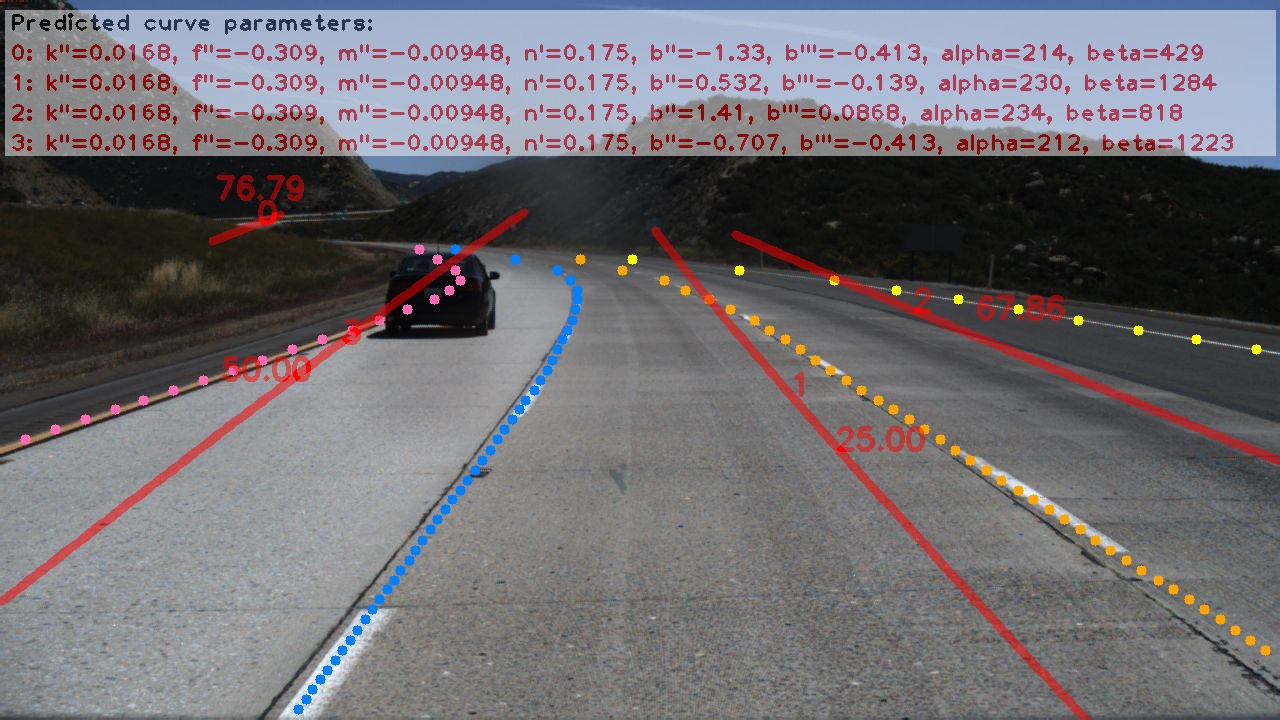 Predicted curve parameters:
0: k''=0.0168, f''=-0.309, m''=-0.00948, n'=0.175, b''=-1.33, b'''=-0.413, alpha=214, beta=429
1: k''=0.0168, f''=-0.309, m''=-0.00948, n'=0.175, b''=0.532, b'''=-0.139, alpha=230, beta=1284
2: k''=0.0168, f''=-0.309, m''=-0.00948, n'=0.175, b''=1.41, b'''=0.0868, alpha=234, beta=818
3: k''=0.0168, f''=-0.309, m''=-0.00948, n'=0.175, b''=-0.707, b'''=-0.413, alpha=212, beta=1223
76.79
0
2 67.86
3
50.00
1
25.00